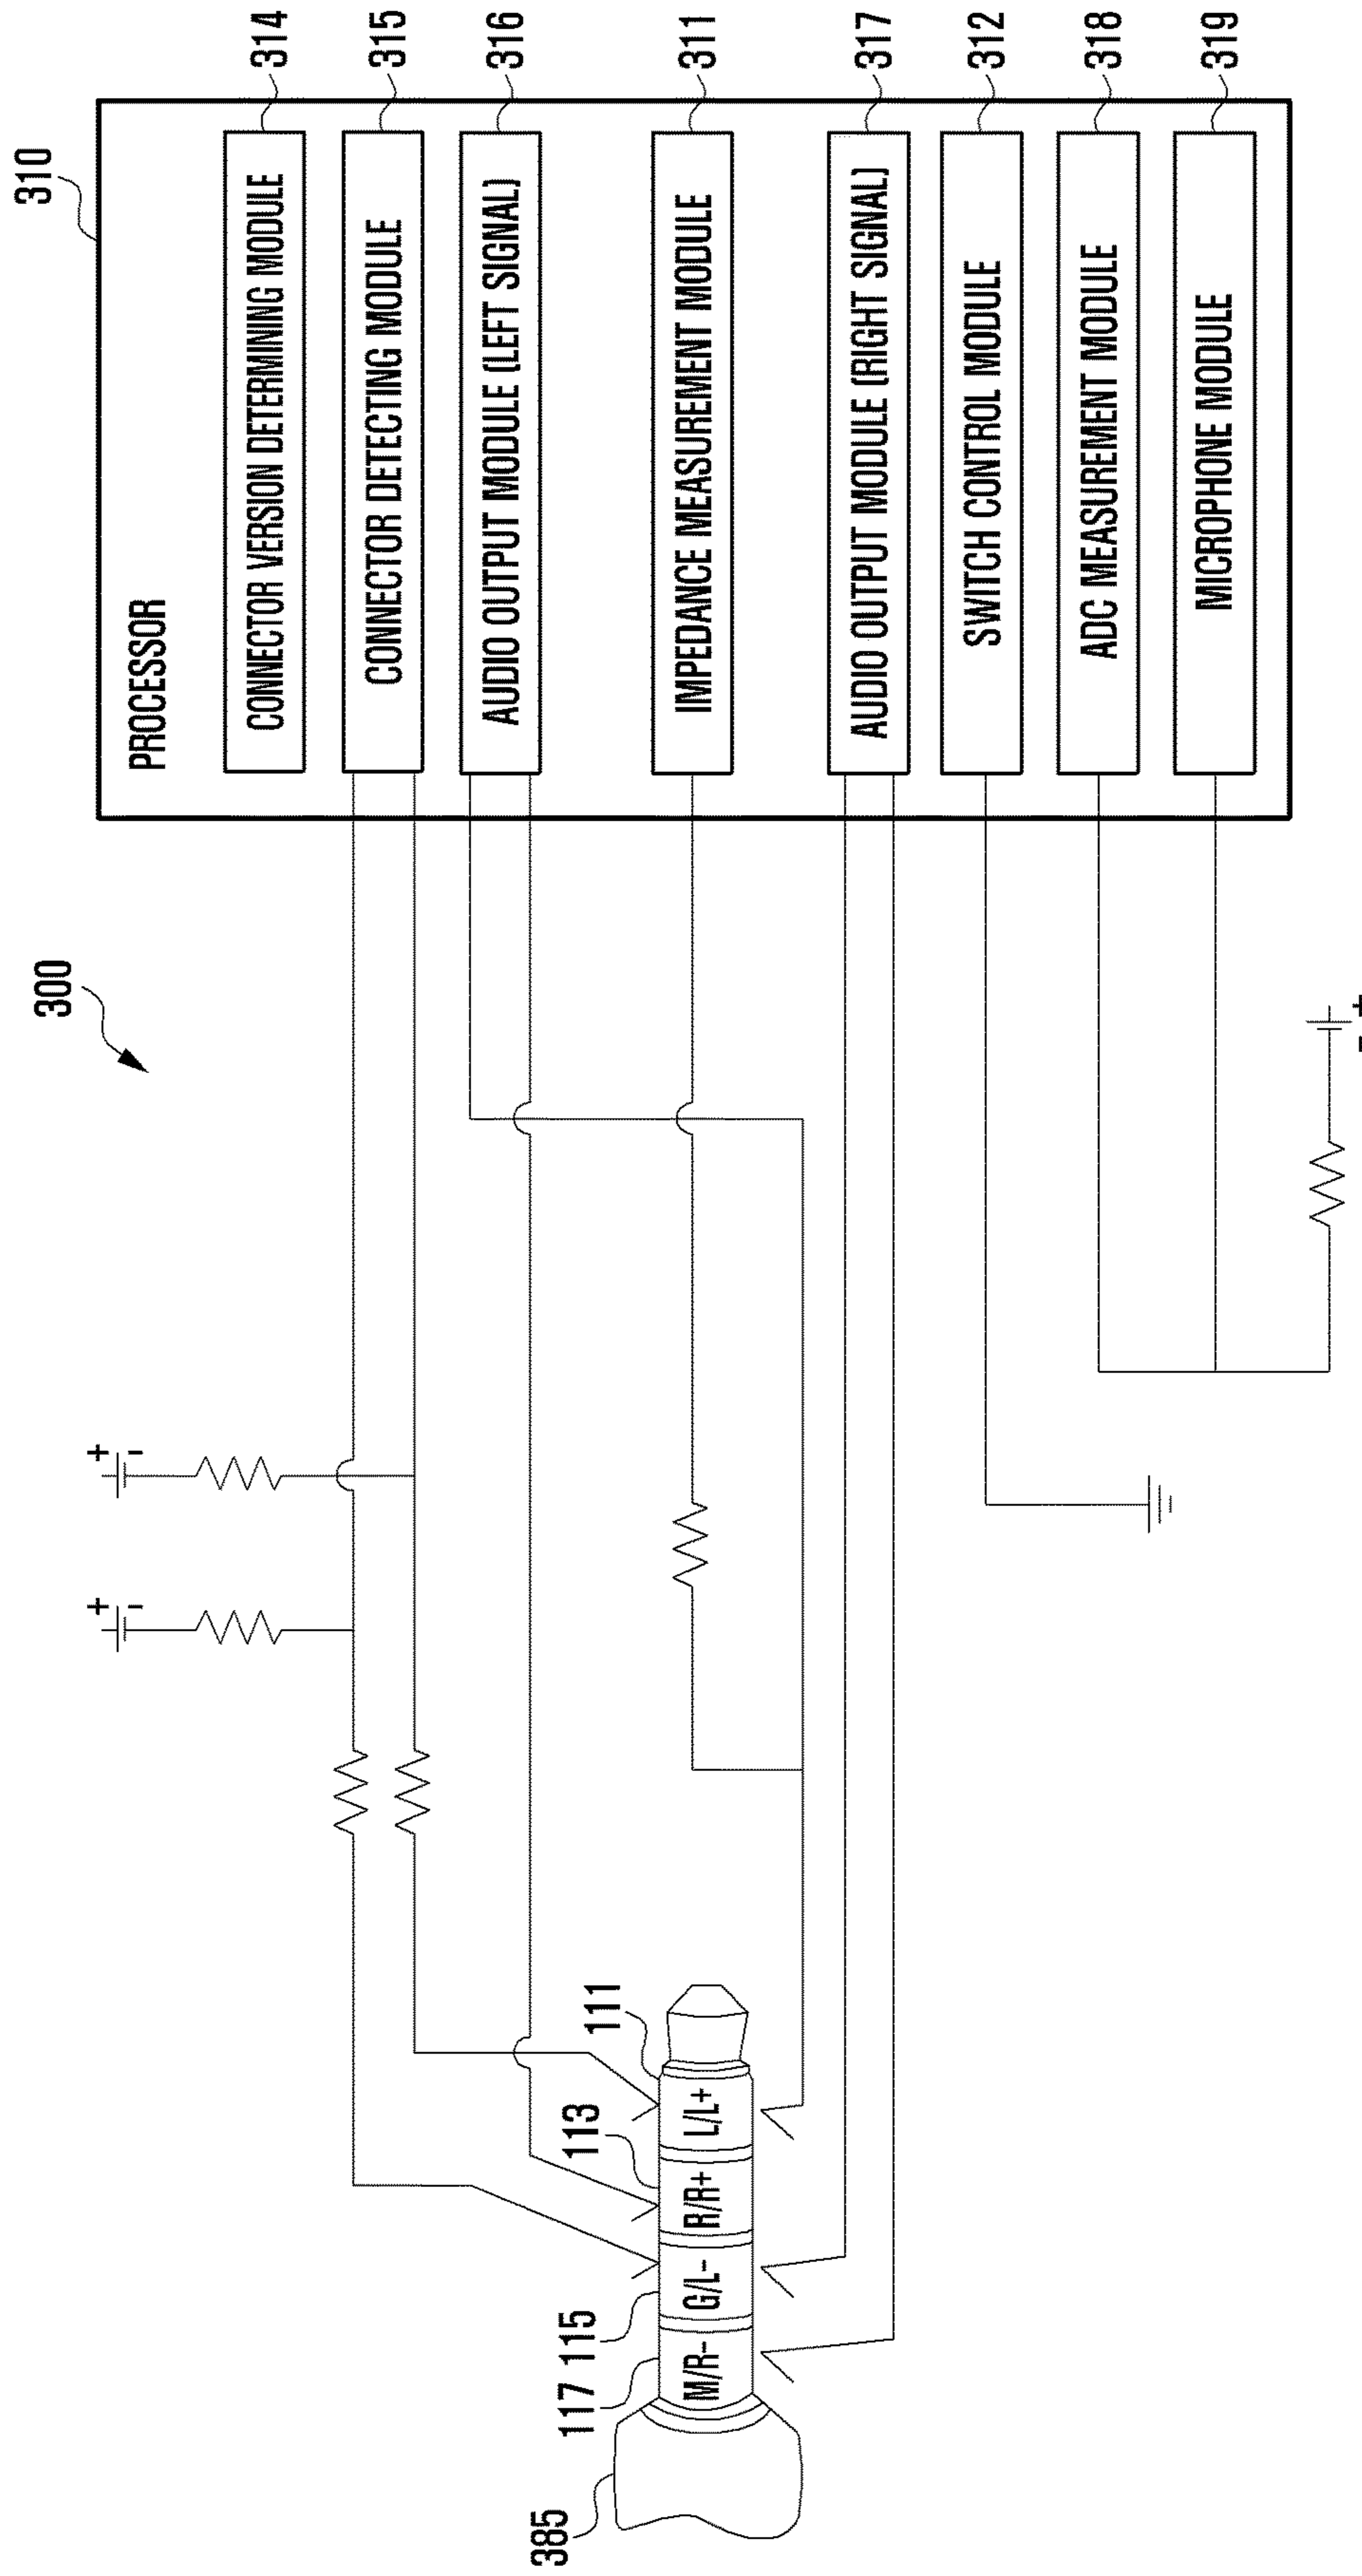 300
310
PROCESSOR
CONNECTOR VERSION DETERMINING MODULE
314
CONNECTOR DETECTING MODULE
315
AUDIO OUTPUT MODULE (LEFT SIGNAL)
316
IMPEDANCE MEASUREMENT MODULE
311
AUDIO OUTPUT MODULE (RIGHT SIGNAL)
317
SWITCH CONTROL MODULE
312
ADC MEASUREMENT MODULE
318
MICROPHONE MODULE
319
+
-
+
-
385
117
115
113
111
M/R-
G/L-
R/R+
L/L+
-
+